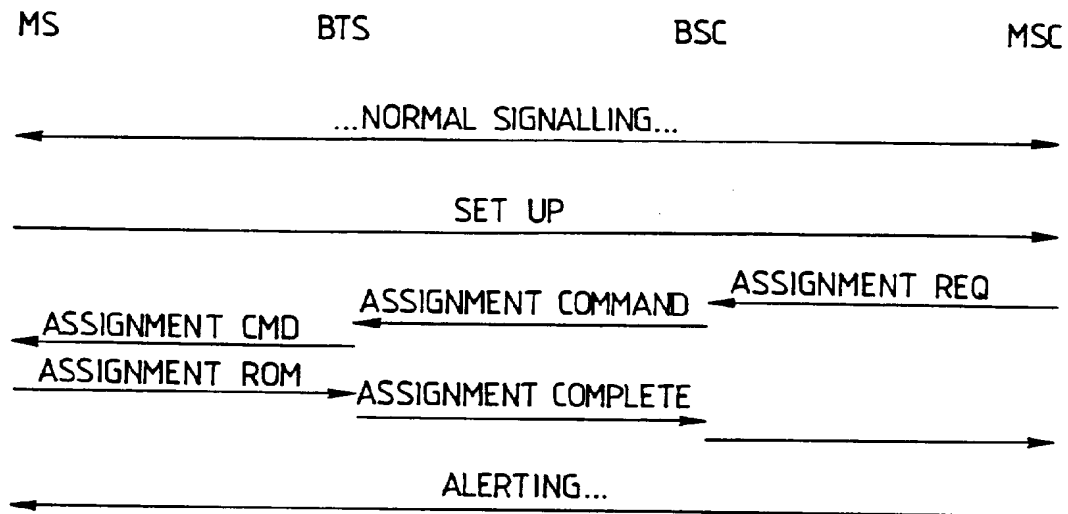 MS BTS BSC MSC
...NORMAL SIGNALLING...
SET UP
ASSIGNMENT REQ
ASSIGNMENT COMMAND
ASSIGNMENT CMD
ASSIGNMENT ROM
ASSIGNMENT COMPLETE
ALERTING...